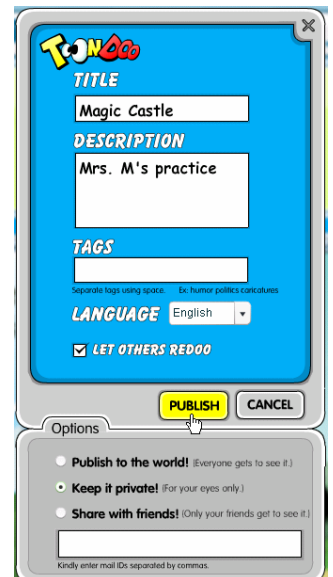 TOONDOO
TITLE
Magic Castle
DESCRIPTION
Mrs. M's practice
TAGS
Separate tags using space. Ex: humor politics caricatures
LANGUAGE English
LET OTHERS REDOO
PUBLISH CANCEL
Options
Publish to the world! (Everyone gets to see it.)
Keep it private! (For your eyes only.)
Share with friends! (Only your friends get to see it.)
Kindly enter mail IDs separated by commas.